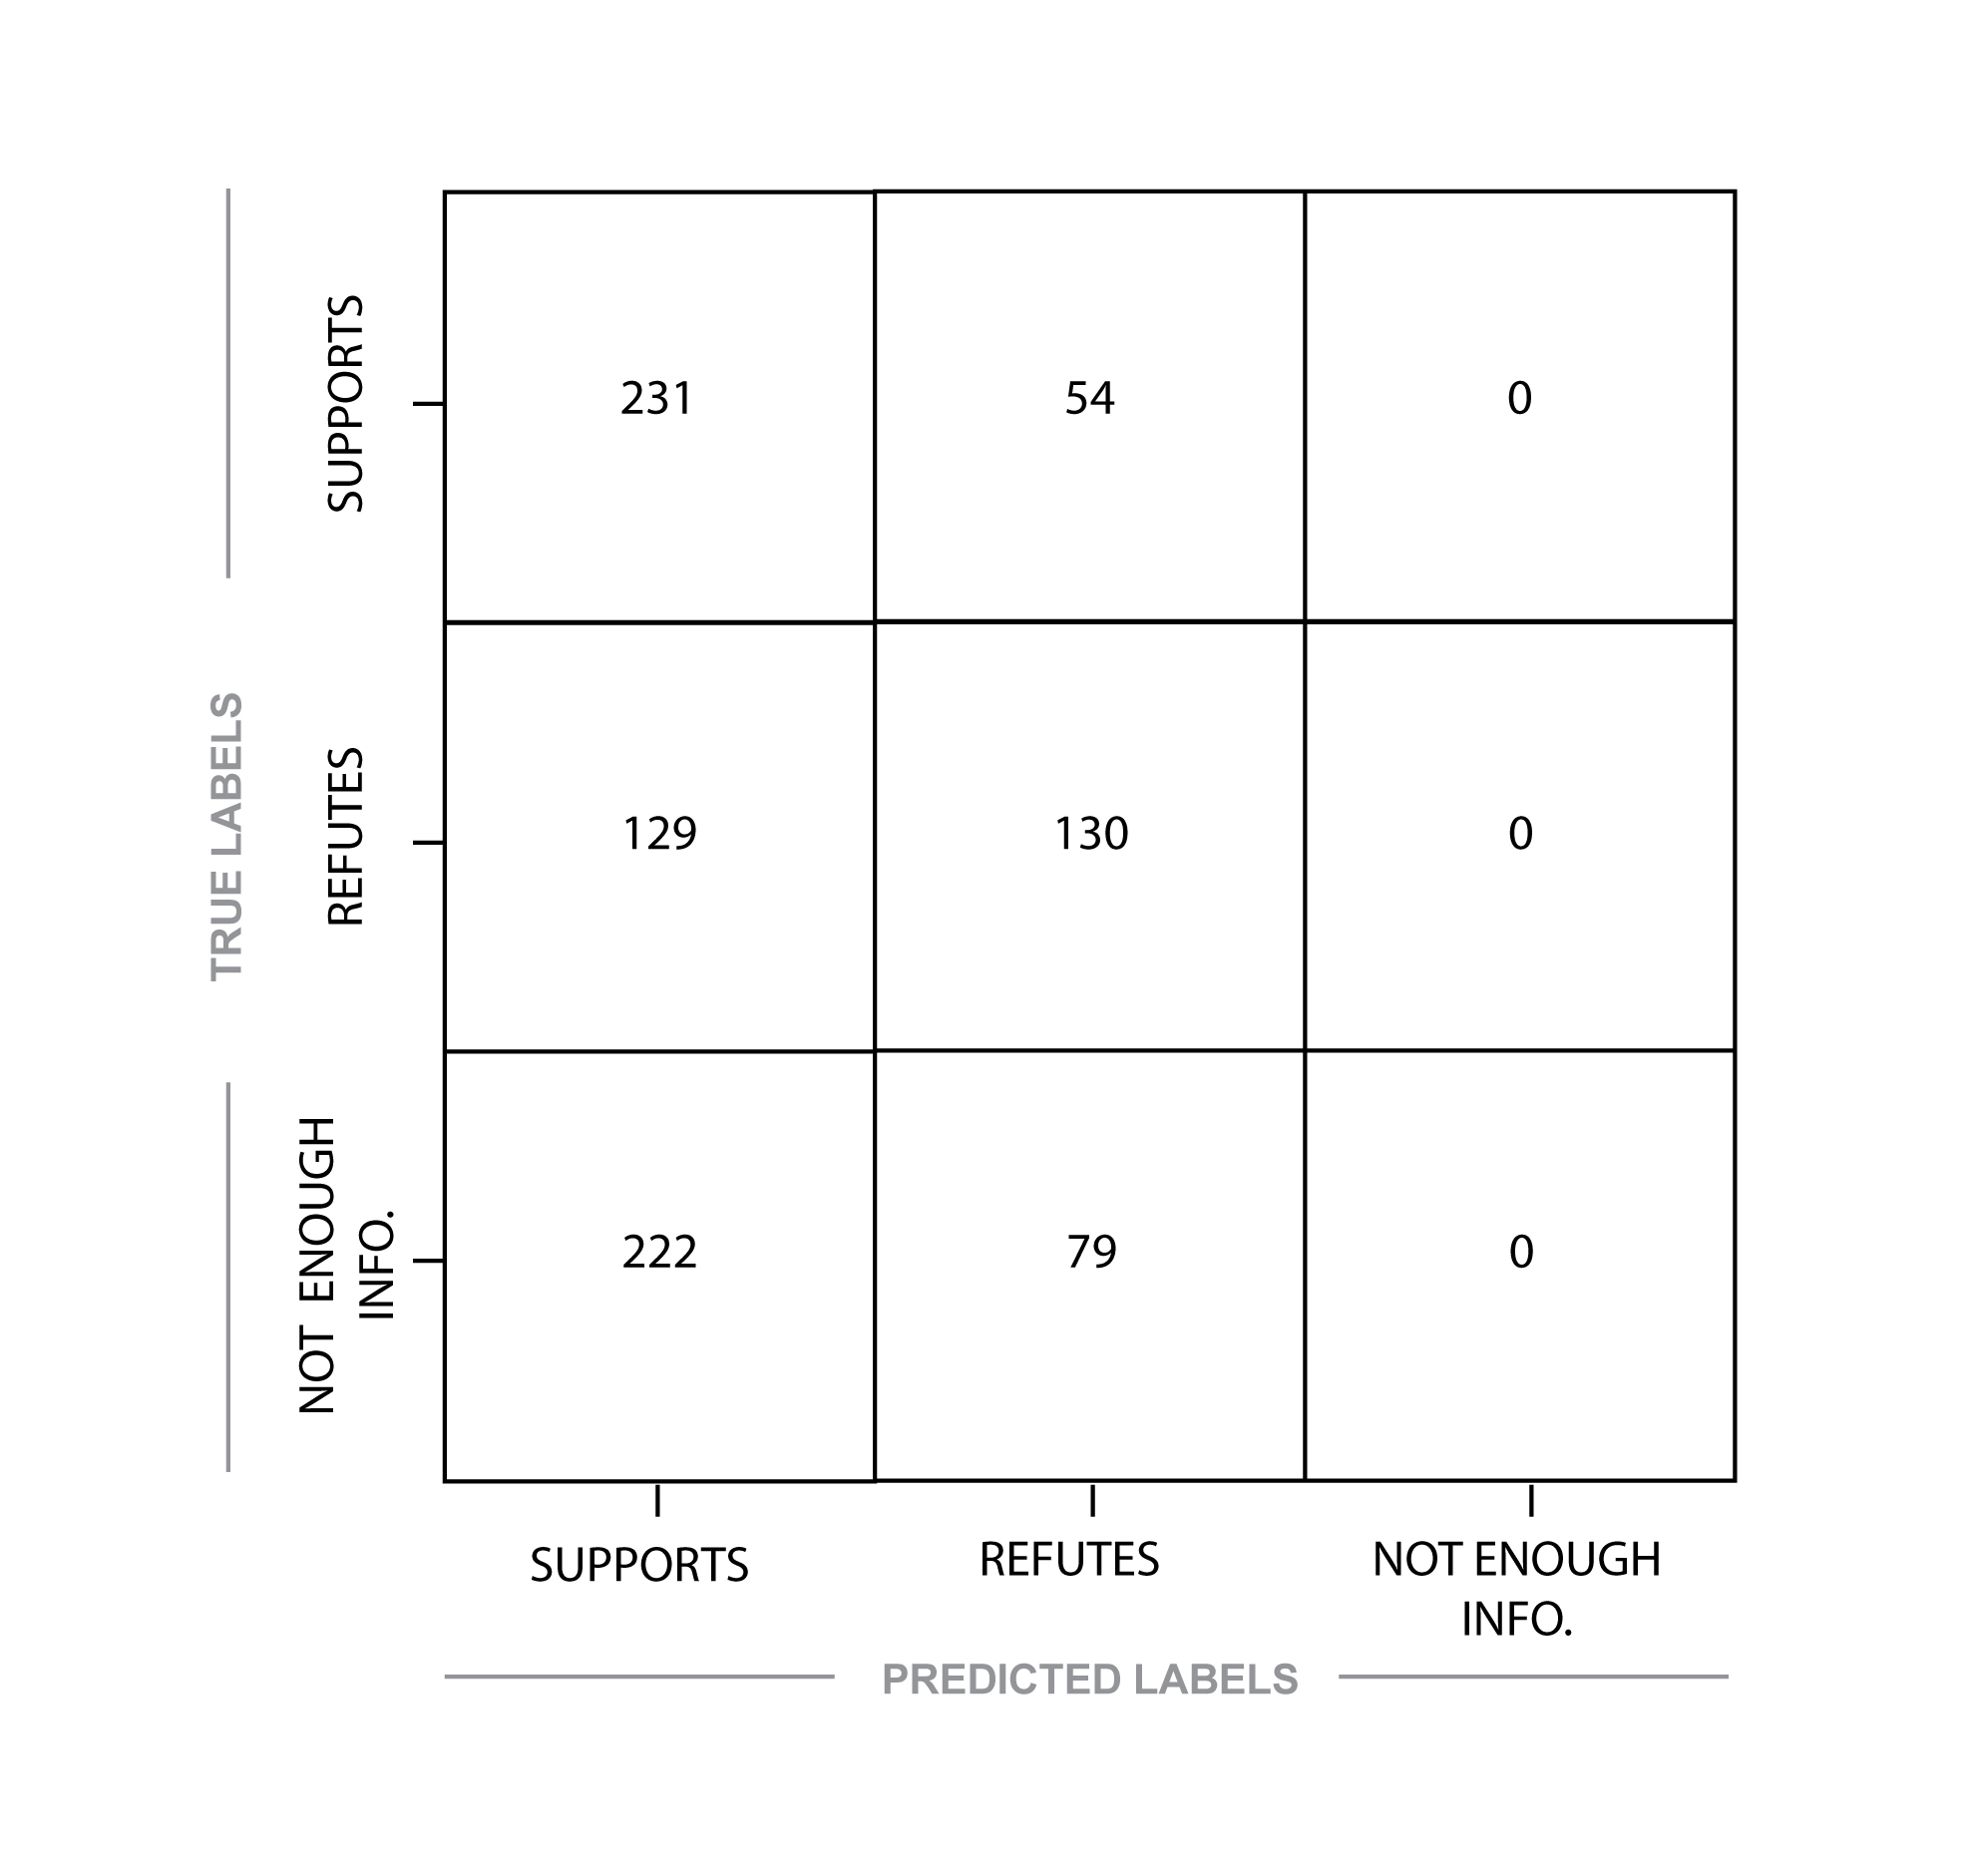 TRUE LABELS
SUPPORTS
231 54 0
REFUTES
129 130 0
NOT ENOUGH
INFO.
222 79 0
SUPPORTS REFUTES NOT ENOUGH
INFO.
PREDICTED LABELS